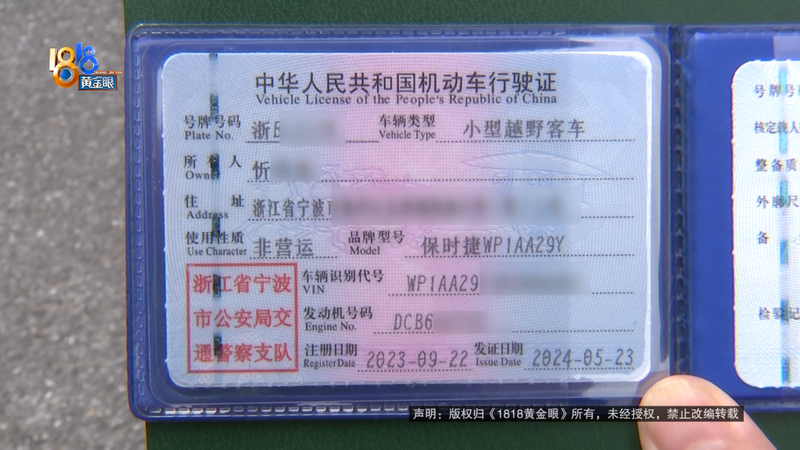 1818
黄金眼
中华人民共和国机动车行驶证
Vehicle License of the People's Republic of China
号牌号码 浙B 车辆类型 小型越野客车
Plate No. Vehicle Type
所有人 忻
Owner
住址 浙江省宁波市
Address
使用性质 非营运 品牌型号 保时捷WP1AA29Y
Use Character Model
浙江省宁波
市公安局交
通警察支队
车辆识别代号 WP1AA29
VIN
发动机号码 DCB6
Engine No.
注册日期 2023-09-22 发证日期 2024-05-23
Register Date Issue Date
号牌号
核定载人
整备质
外廓尺
备
检验记
声明：版权归《1818黄金眼》所有，未经授权，禁止改编转载